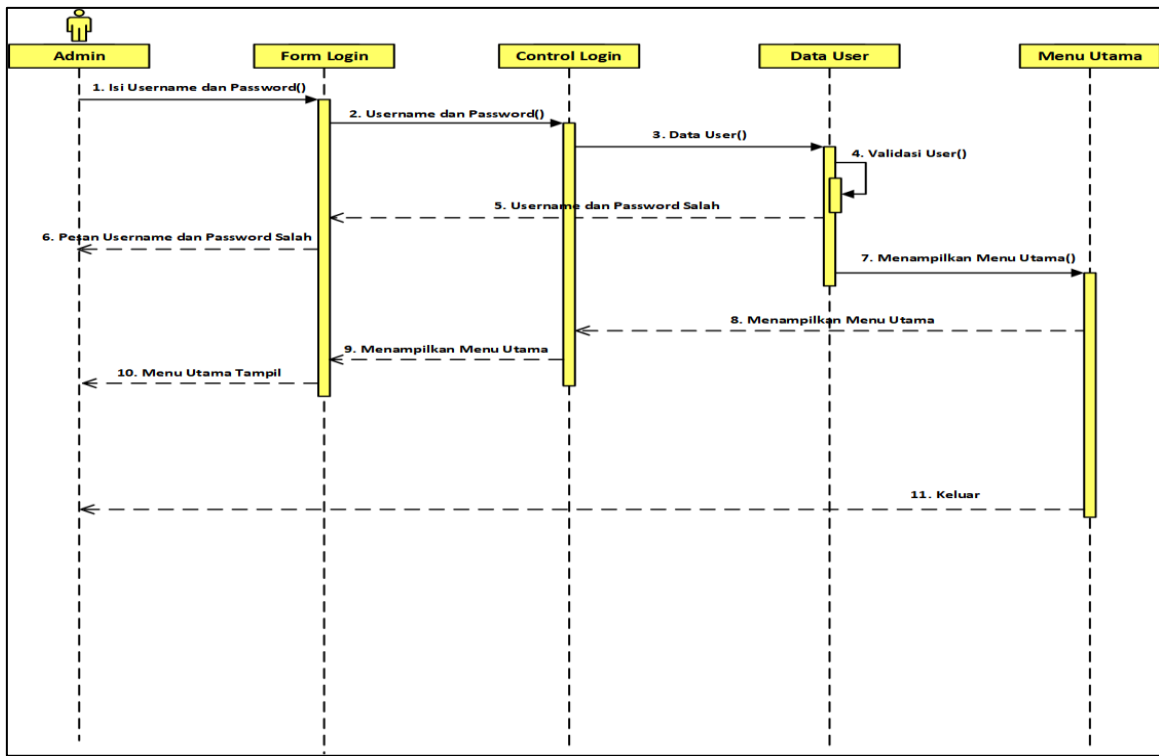 Admin
Form Login
Control Login
Data User
Menu Utama
1. Isi Username dan Password()
2. Username dan Password()
3. Data User()
4. Validasi User()
5. Username dan Password Salah
6. Pesan Username dan Password Salah
7. Menampilkan Menu Utama()
8. Menampilkan Menu Utama
9. Menampilkan Menu Utama
10. Menu Utama Tampil
11. Keluar